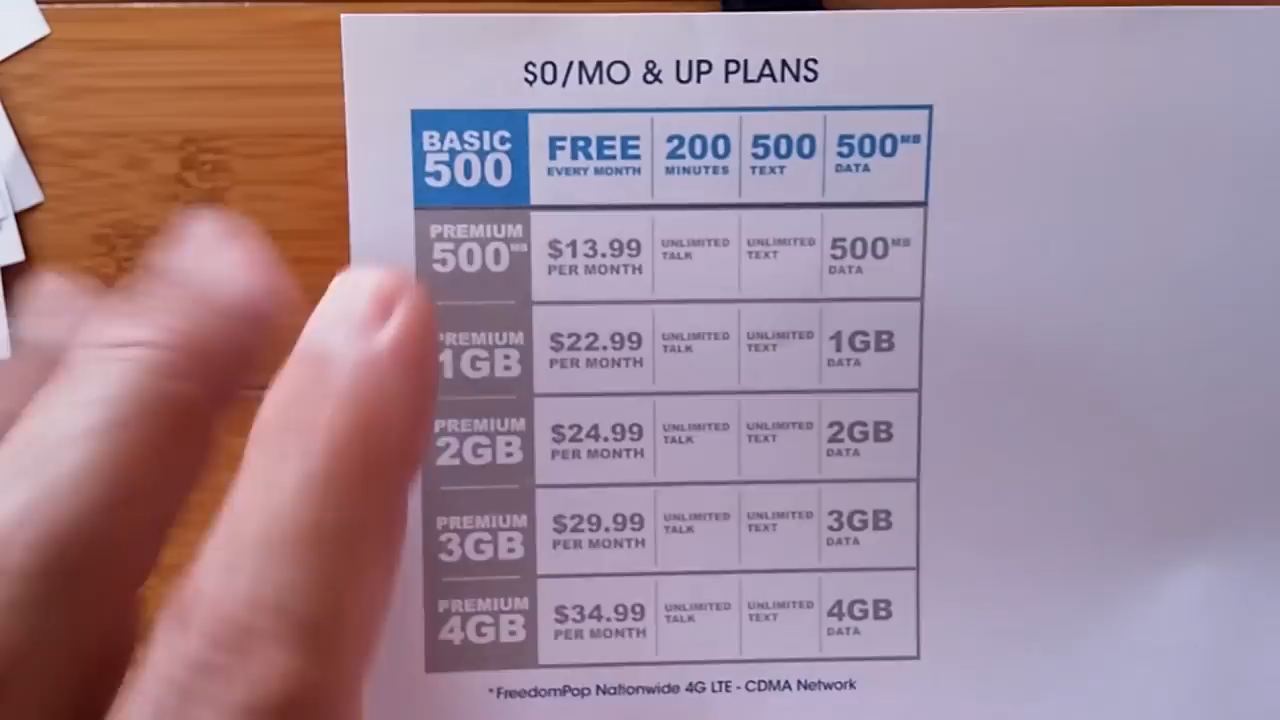 $0/MO & UP PLANS
BASIC 500 FREE EVERY MONTH 200 MINUTES 500 TEXT 500MB DATA
PREMIUM 500MB $13.99 PER MONTH UNLIMITED TALK UNLIMITED TEXT 500MB DATA
PREMIUM 1GB $22.99 PER MONTH UNLIMITED TALK UNLIMITED TEXT 1GB DATA
PREMIUM 2GB $24.99 PER MONTH UNLIMITED TALK UNLIMITED TEXT 2GB DATA
PREMIUM 3GB $29.99 PER MONTH UNLIMITED TALK UNLIMITED TEXT 3GB DATA
PREMIUM 4GB $34.99 PER MONTH UNLIMITED TALK UNLIMITED TEXT 4GB DATA
*FreedomPop Nationwide 4G LTE - CDMA Network